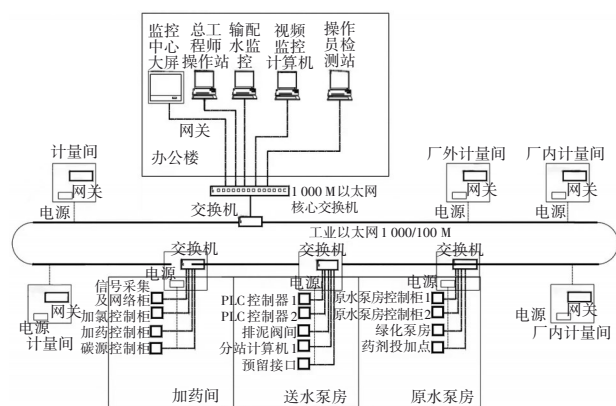 监控中心大屏
总工程师操作站
输配水监控
视频监控计算机
操作员检测站
网关
办公楼
1 000 M以太网
核心交换机
交换机
工业以太网1 000/100 M
计量间
网关
电源
厂外计量间
网关
电源
厂内计量间
网关
电源
网关
电源
计量间
网关
电源
厂内计量间
交换机
电源
信号采集及网络柜
加氯控制柜
加药控制柜
碳源控制柜
加药间
交换机
电源
PLC控制器1
PLC控制器2
排泥阀间
分站计算机1
预留接口
送水泵房
交换机
电源
原水泵房控制柜1
原水泵房控制柜2
绿化泵房
药剂投加点
原水泵房